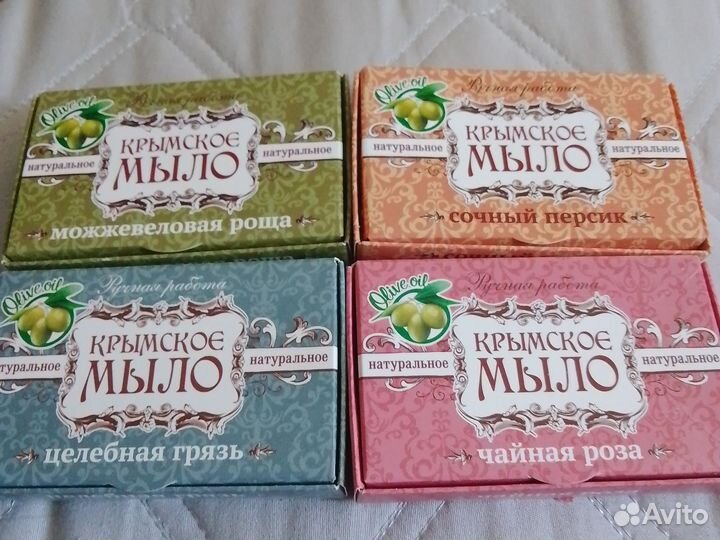 Olive oil
Ручная работа
натуральное КРЫМСКОЕ натуральное
МЫЛО
можжевеловая роща
Olive oil
Ручная работа
натуральное КРЫМСКОЕ натуральное
МЫЛО
сочный персик
Olive oil
Ручная работа
натуральное КРЫМСКОЕ натуральное
МЫЛО
целебная грязь
Olive oil
Ручная работа
натуральное КРЫМСКОЕ натуральное
МЫЛО
чайная роза
Avito